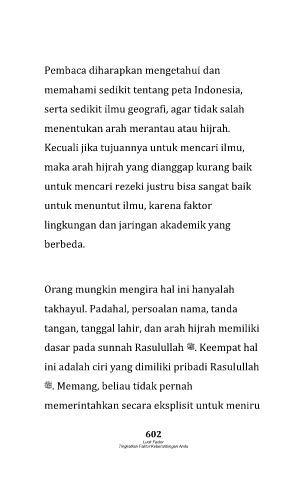 Pembaca diharapkan mengetahui dan
memahami sedikit tentang peta Indonesia,
serta sedikit ilmu geografi, agar tidak salah
menentukan arah merantau atau hijrah.
Kecuali jika tujuannya untuk mencari ilmu,
maka arah hijrah yang dianggap kurang baik
untuk mencari rezeki justru bisa sangat baik
untuk menuntut ilmu, karena faktor
lingkungan dan jaringan akademik yang
berbeda.
Orang mungkin mengira hal ini hanyalah
takhayul. Padahal, persoalan nama, tanda
tangan, tanggal lahir, dan arah hijrah memiliki
dasar pada sunnah Rasulullah ﷺ. Keempat hal
ini adalah ciri yang dimiliki pribadi Rasulullah
ﷺ. Memang, beliau tidak pernah
memerintahkan secara eksplisit untuk meniru
602
Luck Factor
Tingkatkan Faktor Keberuntungan Anda